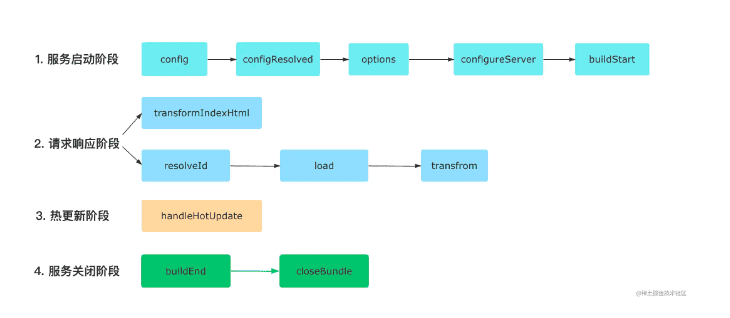 1. 服务启动阶段 config configResolved options configureServer buildStart
transformIndexHtml
2. 请求响应阶段
resolveId load transfrom
3. 热更新阶段 handleHotUpdate
4. 服务关闭阶段 buildEnd closeBundle
@稀土掘金技术社区